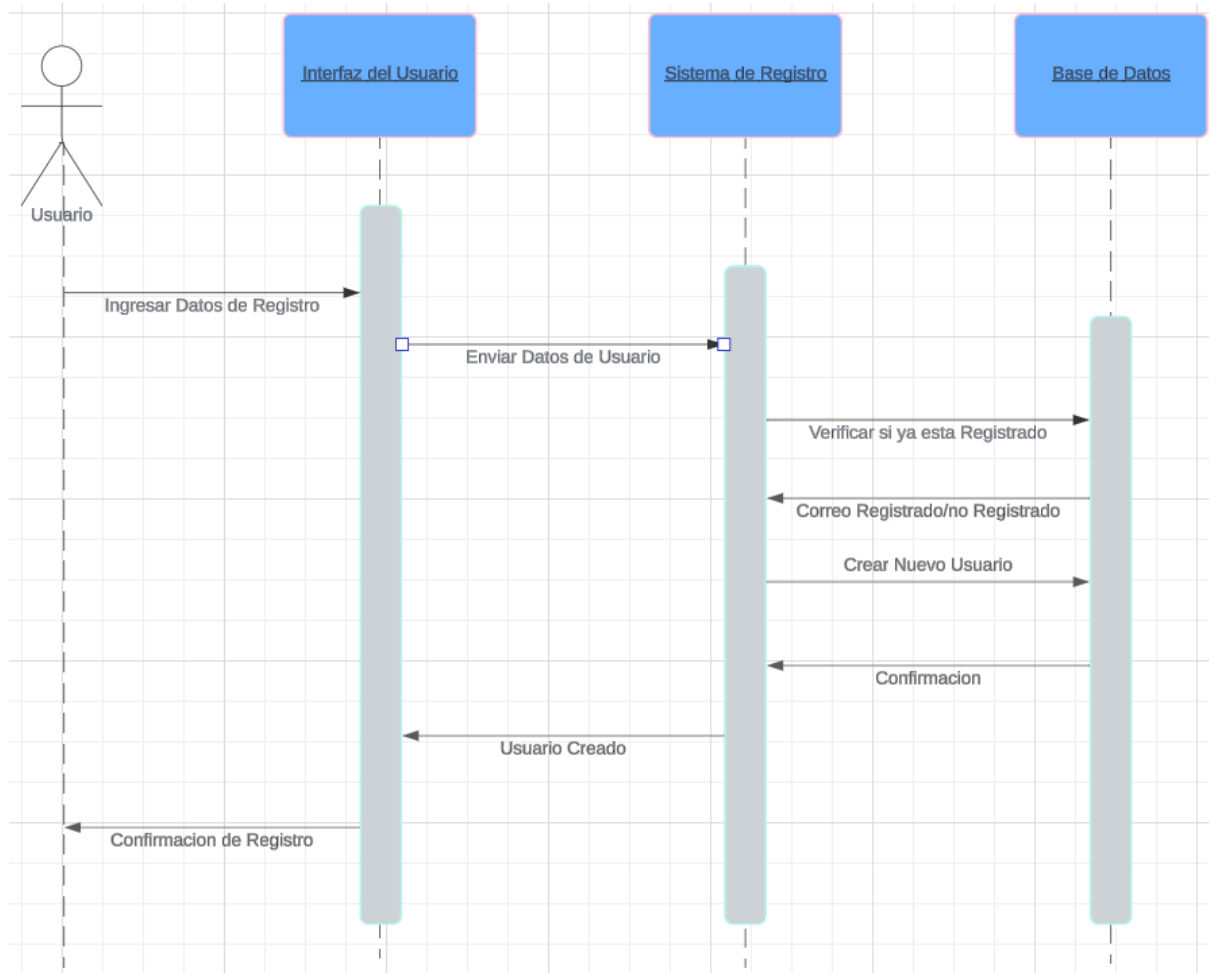 Interfaz del Usuario
Sistema de Registro
Base de Datos
Usuario
Ingresar Datos de Registro
Enviar Datos de Usuario
Verificar si ya esta Registrado
Correo Registrado/no Registrado
Crear Nuevo Usuario
Confirmacion
Usuario Creado
Confirmacion de Registro